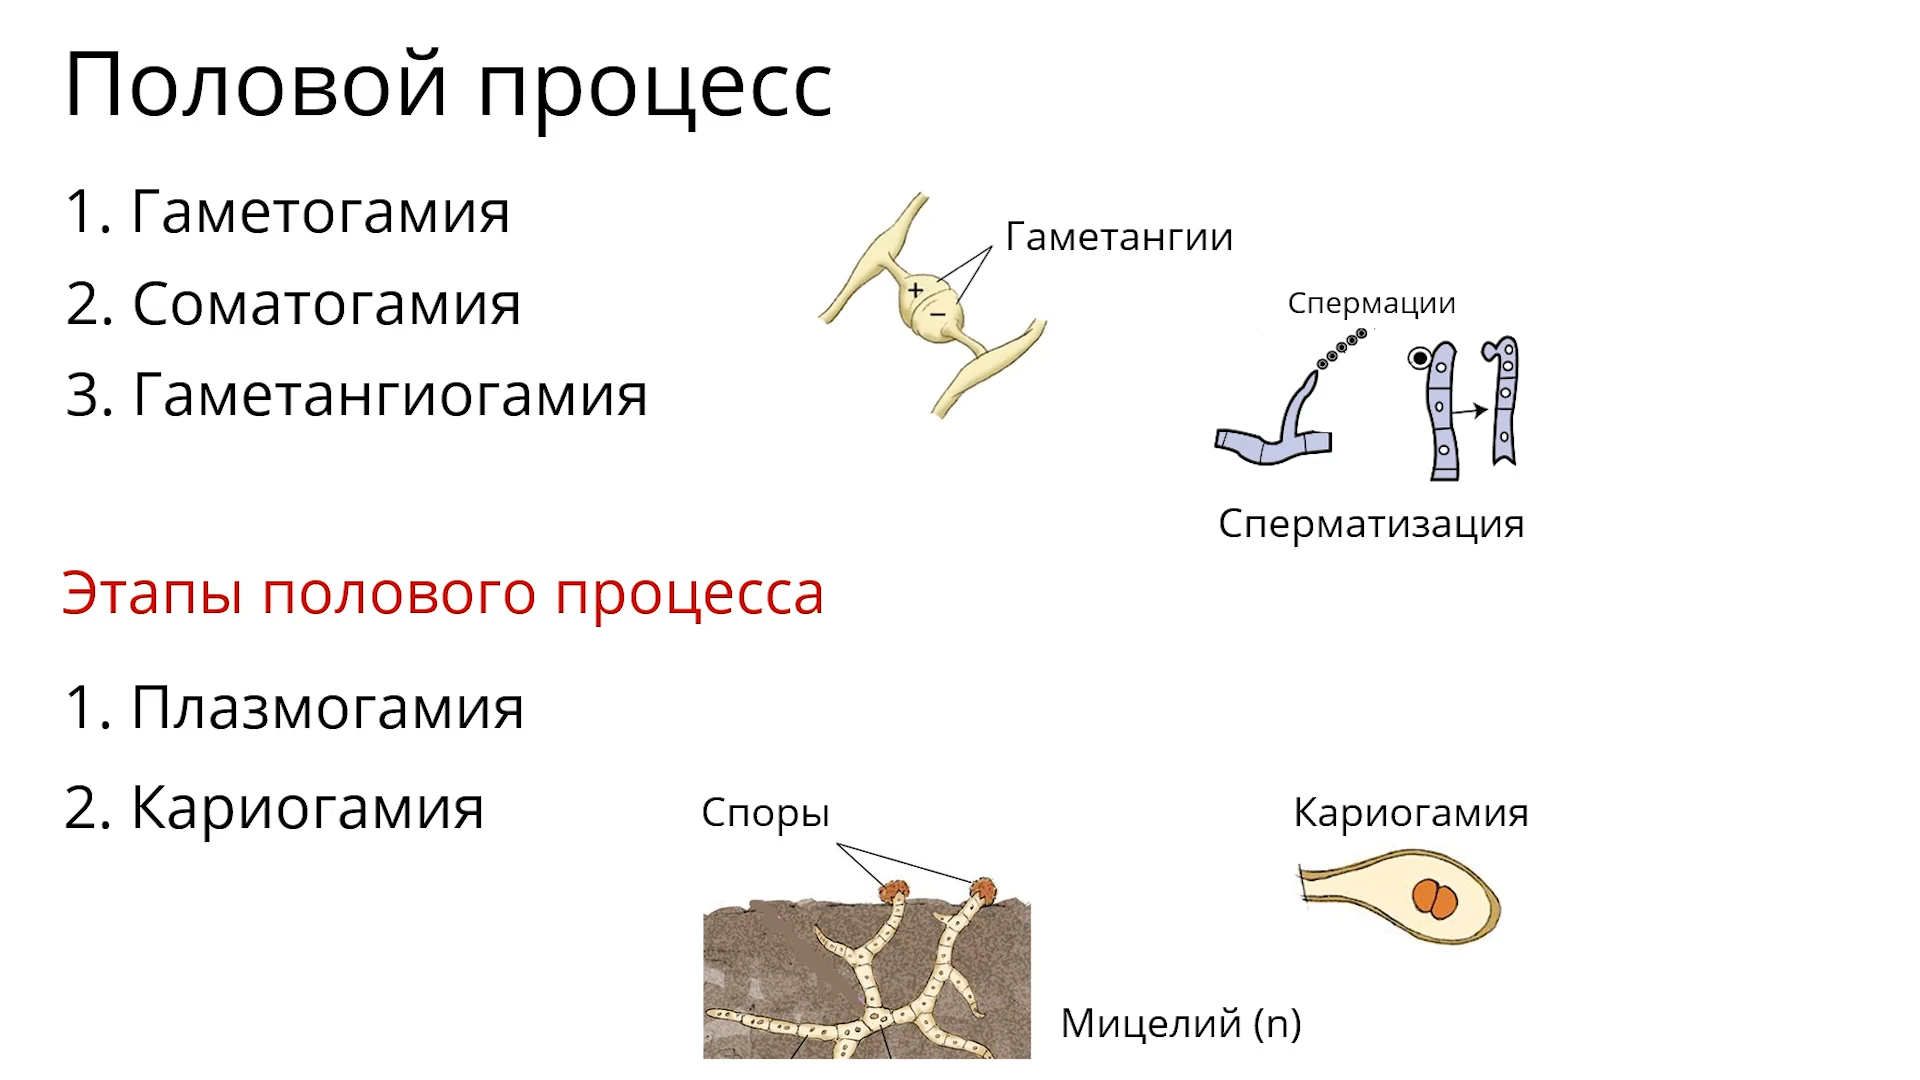 Половой процесс
1. Гаметогамия
2. Соматогамия
3. Гаметангиогамия
Гаметангии
+
−
Спермации
Сперматизация
Этапы полового процесса
1. Плазмогамия
2. Кариогамия
Споры
Кариогамия
Мицелий (n)